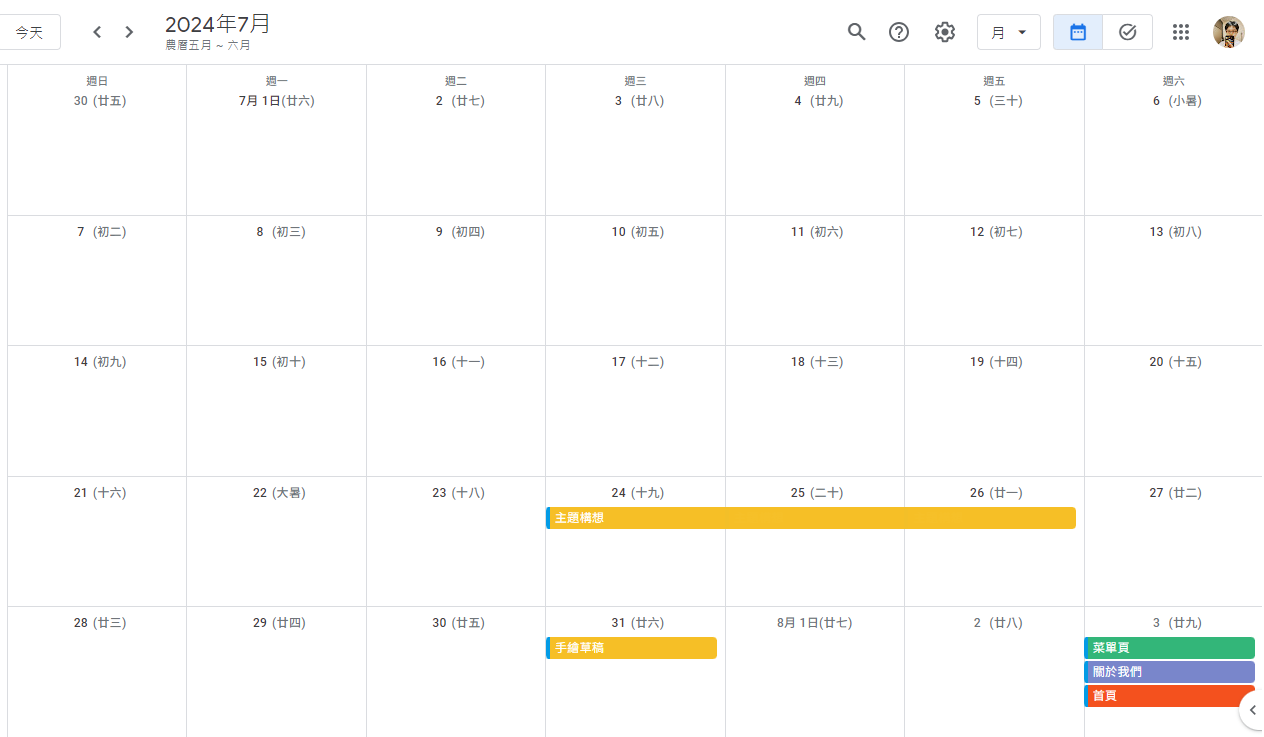 今天
2024年7月
農曆五月 ~ 六月
月
週日 週一 週二 週三 週四 週五 週六
30 (廿五) 7月 1日(廿六) 2 (廿七) 3 (廿八) 4 (廿九) 5 (三十) 6 (小暑)
7 (初二) 8 (初三) 9 (初四) 10 (初五) 11 (初六) 12 (初七) 13 (初八)
14 (初九) 15 (初十) 16 (十一) 17 (十二) 18 (十三) 19 (十四) 20 (十五)
21 (十六) 22 (大暑) 23 (十八) 24 (十九) 25 (二十) 26 (廿一) 27 (廿二)
主題構想
28 (廿三) 29 (廿四) 30 (廿五) 31 (廿六) 8月 1日(廿七) 2 (廿八) 3 (廿九)
手繪草稿 菜單頁
關於我們
首頁